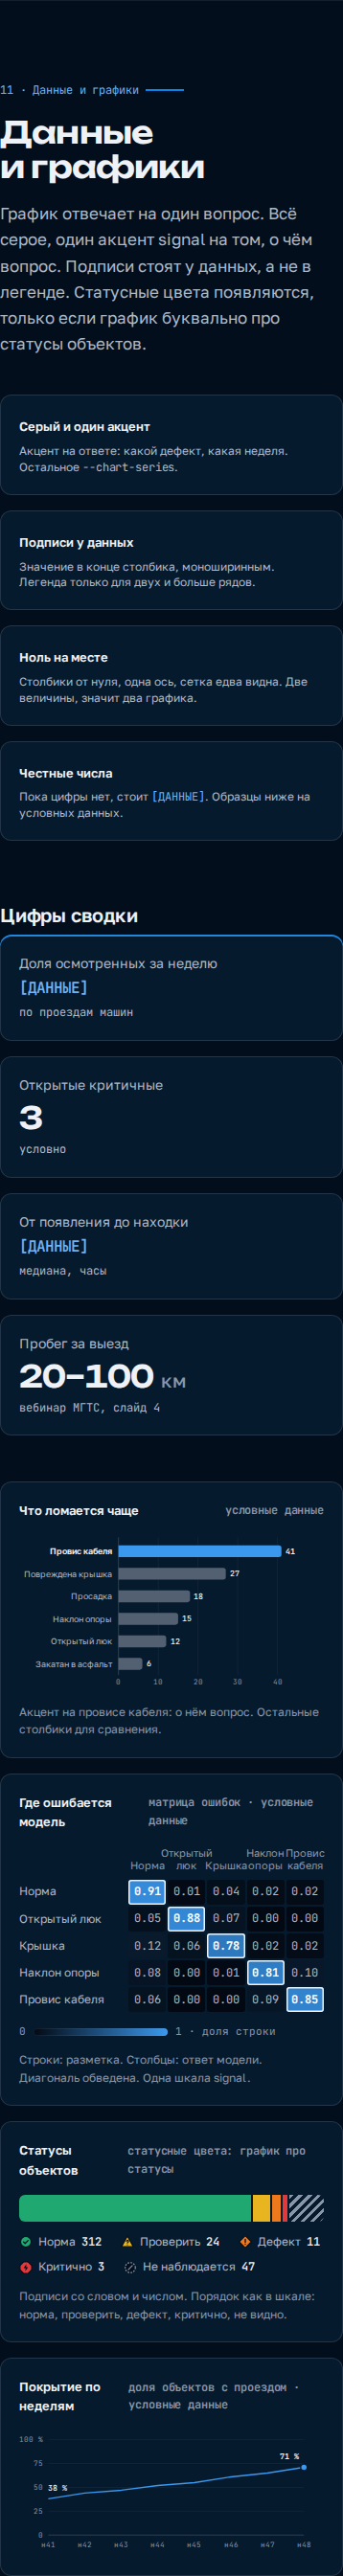 11 · Данные и графики
Данные
и графики
График отвечает на один вопрос. Всё
серое, один акцент signal на том, о чём
вопрос. Подписи стоят у данных, а не в
легенде. Статусные цвета появляются,
только если график буквально про
статусы объектов.
Серый и один акцент
Акцент на ответе: какой дефект, какая неделя.
Остальное --chart-series.
Подписи у данных
Значение в конце столбика, моноширинным.
Легенда только для двух и больше рядов.
Ноль на месте
Столбики от нуля, одна ось, сетка едва видна. Две
величины, значит два графика.
Честные числа
Пока цифры нет, стоит [ДАННЫЕ]. Образцы ниже на
условных данных.
Цифры сводки
Доля осмотренных за неделю
[ДАННЫЕ]
по проездам машин
Открытые критичные
3
условно
От появления до находки
[ДАННЫЕ]
медиана, часы
Пробег за выезд
20–100 км
вебинар МГТС, слайд 4
Что ломается чаще условные данные
Провис кабеля 41
Повреждена крышка 27
Просадка 18
Наклон опоры 15
Открытый люк 12
Закатан в асфальт 6
0 10 20 30 40
Акцент на провисе кабеля: о нём вопрос. Остальные
столбики для сравнения.
Где ошибается матрица ошибок · условные
модель данные
Открытый Наклон Провис
Норма люк Крышка опоры кабеля
Норма 0.91 0.01 0.04 0.02 0.02
Открытый люк 0.05 0.88 0.07 0.00 0.00
Крышка 0.12 0.06 0.78 0.02 0.02
Наклон опоры 0.08 0.00 0.01 0.81 0.10
Провис кабеля 0.06 0.00 0.00 0.09 0.85
0 1 · доля строки
Строки: разметка. Столбцы: ответ модели.
Диагональ обведена. Одна шкала signal.
Статусы статусные цвета: график про
объектов статусы
Норма 312 Проверить 24 Дефект 11
Критично 3 Не наблюдается 47
Подписи со словом и числом. Порядок как в шкале:
норма, проверить, дефект, критично, не видно.
Покрытие по доля объектов с проездом ·
неделям условные данные
100 %
71 %
75
50 38 %
25
0
н41 н42 н43 н44 н45 н46 н47 н48